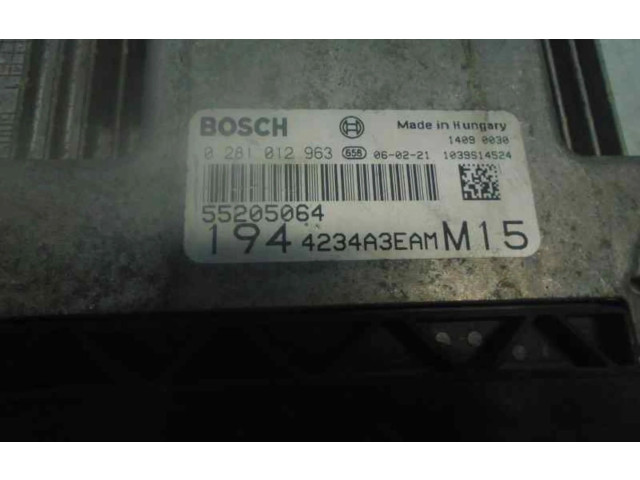 BOSCH Made in Hungary
1409 0030
0 281 012 963 656 06-02-21 1039S14524
55205064
194 4234A3EAM M15